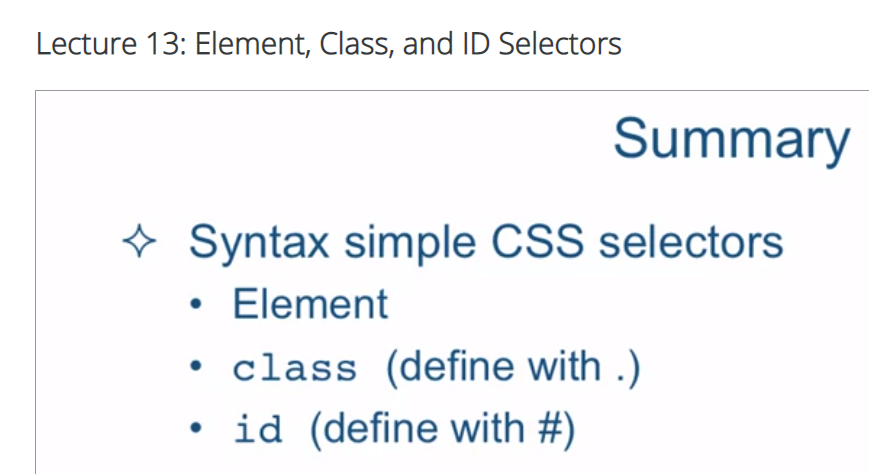 Lecture 13: Element, Class, and ID Selectors
Summary
✧ Syntax simple CSS selectors
• Element
• class (define with .)
• id (define with #)